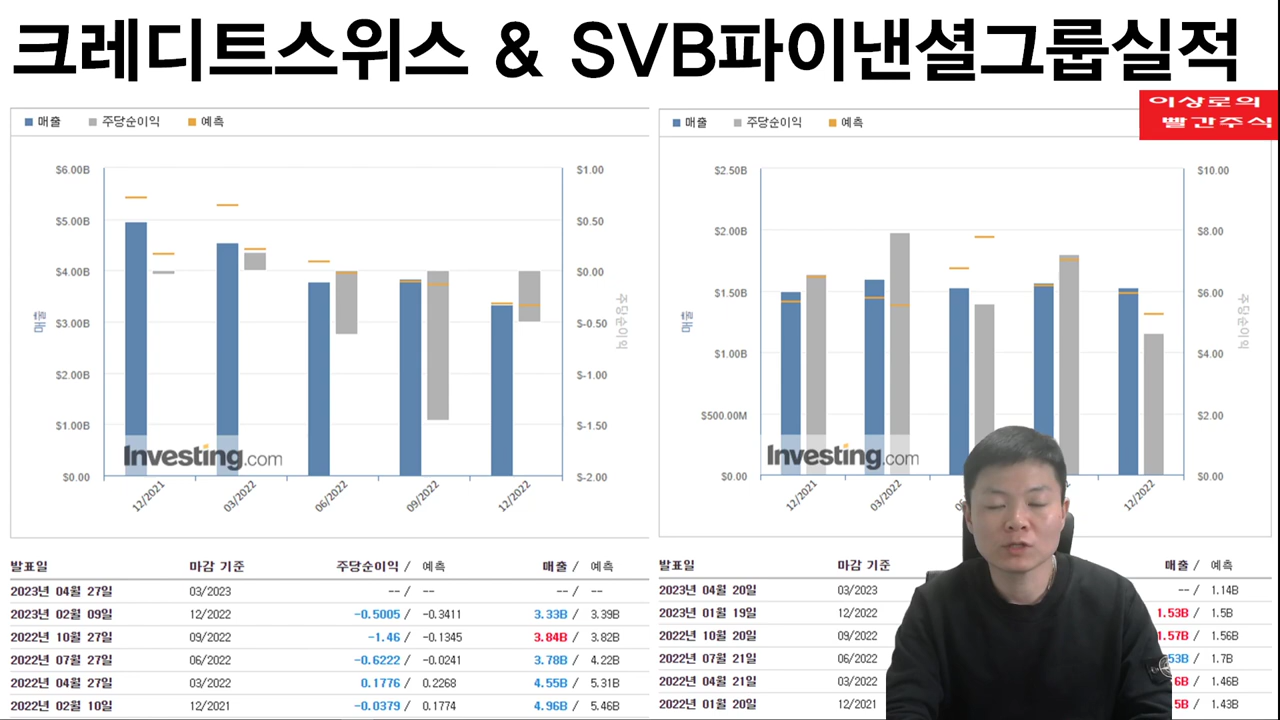 크레디트스위스 & SVB파이낸셜그룹실적
이상로의
빨간주식
매출 주당순이익 예측
$6.00B
$5.00B
$4.00B
$3.00B
$2.00B
$1.00B
$0.00
매출
$1.00
$0.50
$0.00
$-0.50
$-1.00
$-1.50
$-2.00
주당순이익
Investing.com
12/2021 03/2022 06/2022 09/2022 12/2022
발표일 마감 기준 주당순이익 / 예측 매출 / 예측
2023년 04월 27일 03/2023 -- / -- -- / --
2023년 02월 09일 12/2022 -0.5005 / -0.3411 3.33B / 3.39B
2022년 10월 27일 09/2022 -1.46 / -0.1345 3.84B / 3.82B
2022년 07월 27일 06/2022 -0.6222 / -0.0241 3.78B / 4.22B
2022년 04월 27일 03/2022 0.1776 / 0.2268 4.55B / 5.31B
2022년 02월 10일 12/2021 -0.0379 / 0.1774 4.96B / 5.46B
매출 주당순이익 예측
$2.50B
$2.00B
$1.50B
$1.00B
$500.00M
$0.00
매출
$10.00
$8.00
$6.00
$4.00
$2.00
$0.00
주당순이익
Investing.com
12/2021 03/2022 12/2022
발표일 마감 기준 매출 / 예측
2023년 04월 20일 03/2023 -- / 1.14B
2023년 01월 19일 12/2022 1.53B / 1.5B
2022년 10월 20일 09/2022 1.57B / 1.56B
2022년 07월 21일 06/2022 53B / 1.7B
2022년 04월 21일 03/2022 6B / 1.46B
2022년 01월 20일 12/2021 5B / 1.43B